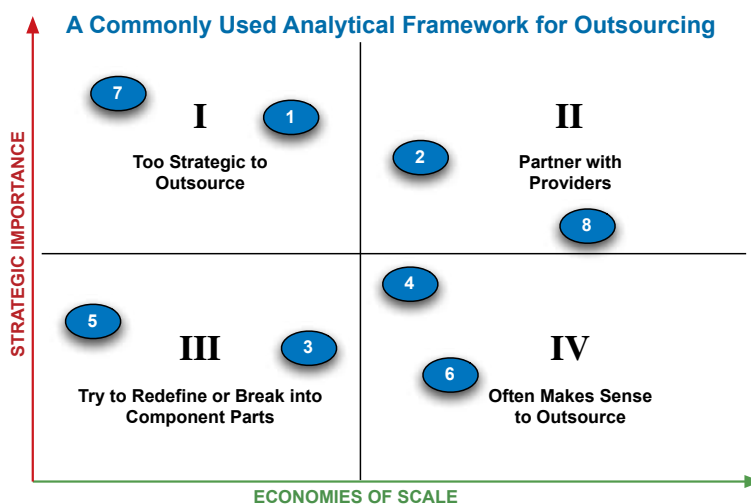 A Commonly Used Analytical Framework for Outsourcing
STRATEGIC IMPORTANCE
7
1
I
Too Strategic to
Outsource
2
II
Partner with
Providers
8
5
III
3
Try to Redefine or Break into
Component Parts
4
6
IV
Often Makes Sense
to Outsource
ECONOMIES OF SCALE